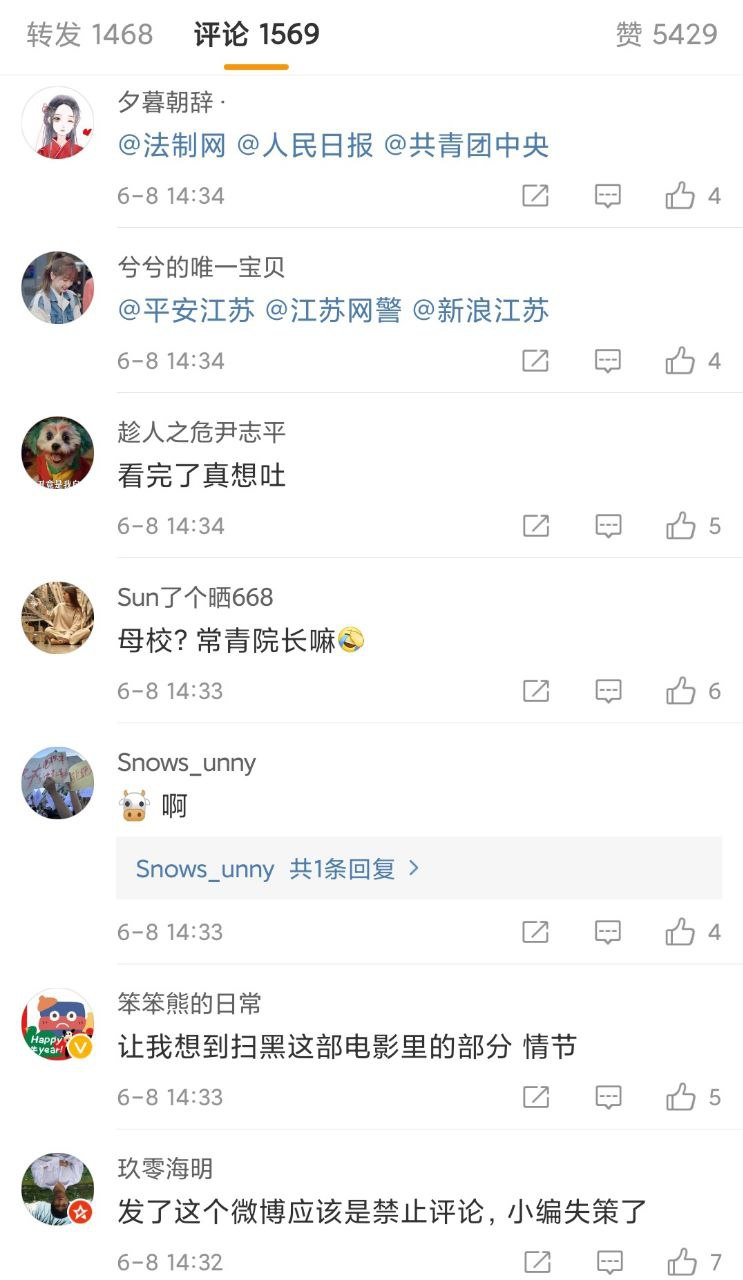 转发 1468 评论 1569 赞 5429
夕暮朝辞·
@法制网 @人民日报 @共青团中央
6-8 14:34 4
兮兮的唯一宝贝
@平安江苏 @江苏网警 @新浪江苏
6-8 14:34 4
趁人之危尹志平
看完了真想吐
6-8 14:34 5
Sun了个晒668
母校? 常青院长嘛🤣
6-8 14:33 6
Snows_unny
🐮 啊
Snows_unny 共1条回复 >
6-8 14:33 4
笨笨熊的日常
Happy
year!
让我想到扫黑这部电影里的部分 情节
6-8 14:33 5
玖零海明
发了这个微博应该是禁止评论，小编失策了
6-8 14:32 7